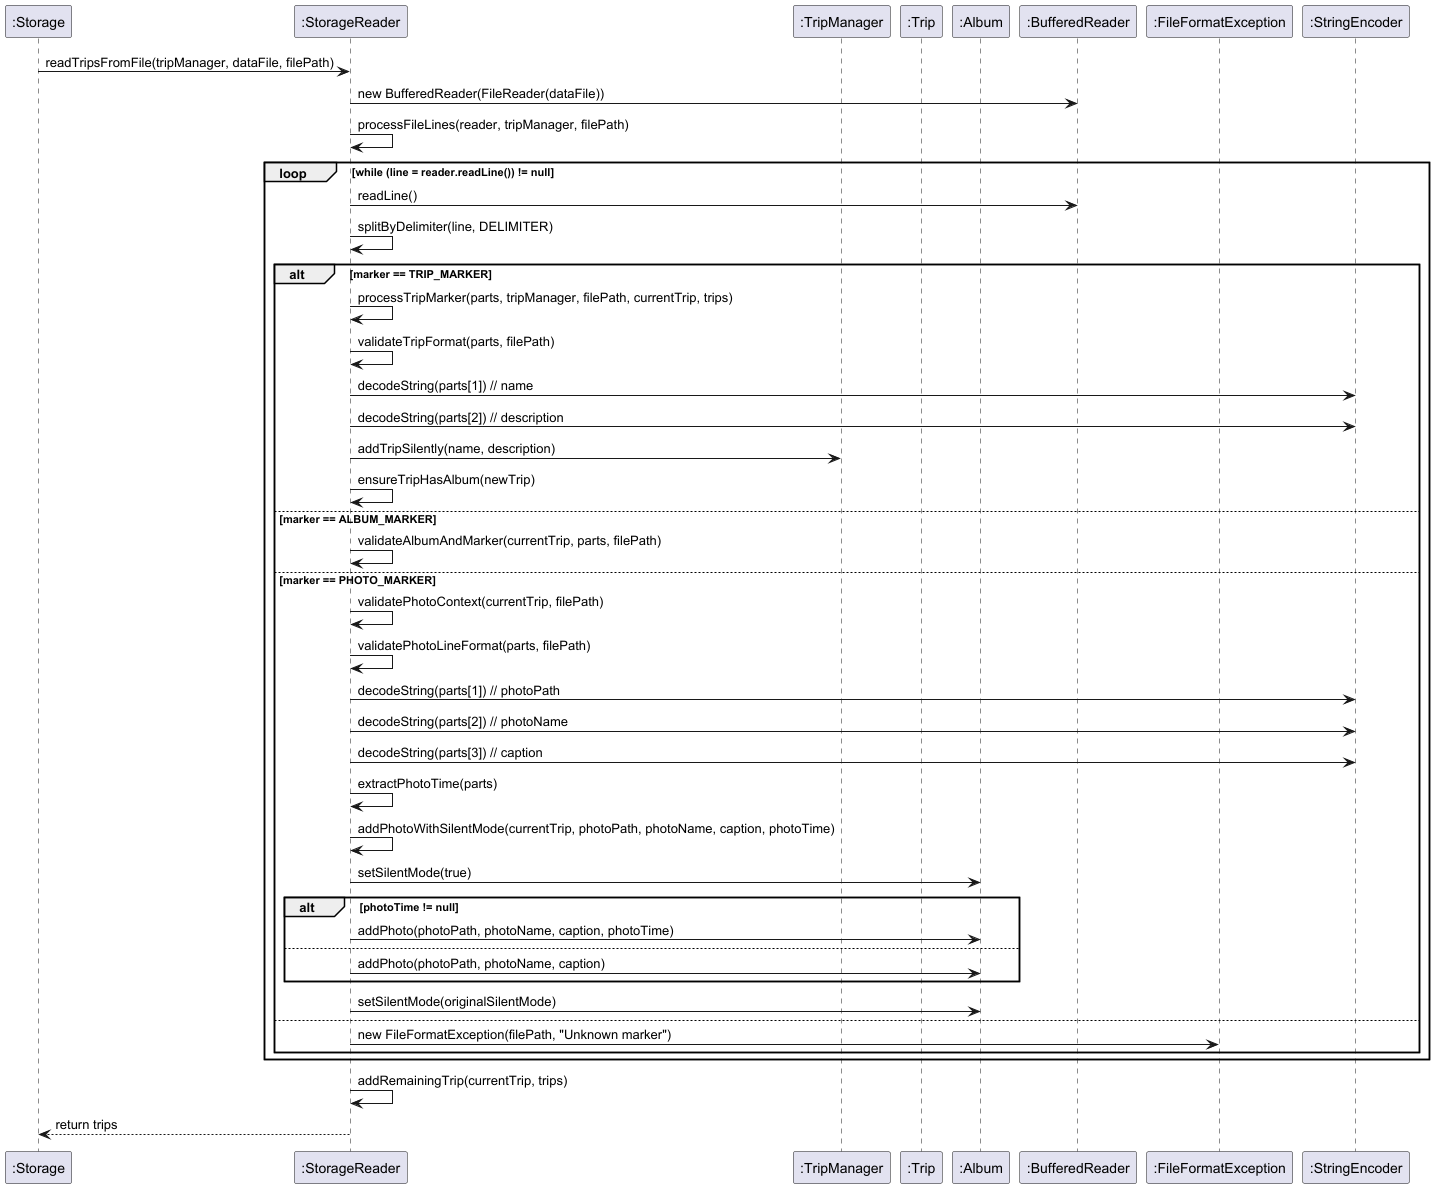 :Storage :StorageReader :TripManager :Trip :Album :BufferedReader :FileFormatException :StringEncoder
readTripsFromFile(tripManager, dataFile, filePath)
new BufferedReader(FileReader(dataFile))
processFileLines(reader, tripManager, filePath)
loop [while (line = reader.readLine()) != null]
readLine()
splitByDelimiter(line, DELIMITER)
alt [marker == TRIP_MARKER]
processTripMarker(parts, tripManager, filePath, currentTrip, trips)
validateTripFormat(parts, filePath)
decodeString(parts[1]) // name
decodeString(parts[2]) // description
addTripSilently(name, description)
ensureTripHasAlbum(newTrip)
[marker == ALBUM_MARKER]
validateAlbumAndMarker(currentTrip, parts, filePath)
[marker == PHOTO_MARKER]
validatePhotoContext(currentTrip, filePath)
validatePhotoLineFormat(parts, filePath)
decodeString(parts[1]) // photoPath
decodeString(parts[2]) // photoName
decodeString(parts[3]) // caption
extractPhotoTime(parts)
addPhotoWithSilentMode(currentTrip, photoPath, photoName, caption, photoTime)
setSilentMode(true)
alt [photoTime != null]
addPhoto(photoPath, photoName, caption, photoTime)
addPhoto(photoPath, photoName, caption)
setSilentMode(originalSilentMode)
new FileFormatException(filePath, "Unknown marker")
addRemainingTrip(currentTrip, trips)
return trips
:Storage :StorageReader :TripManager :Trip :Album :BufferedReader :FileFormatException :StringEncoder